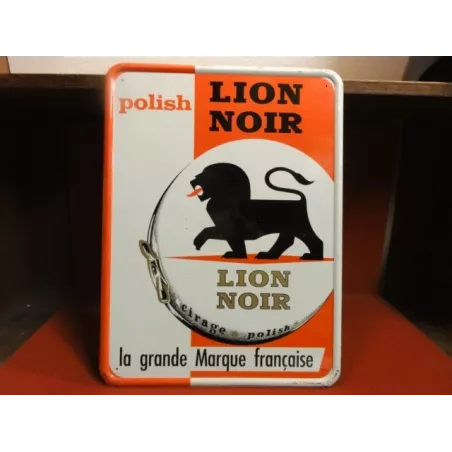 polish LION
NOIR
LION
NOIR
cirage polish
la grande Marque française